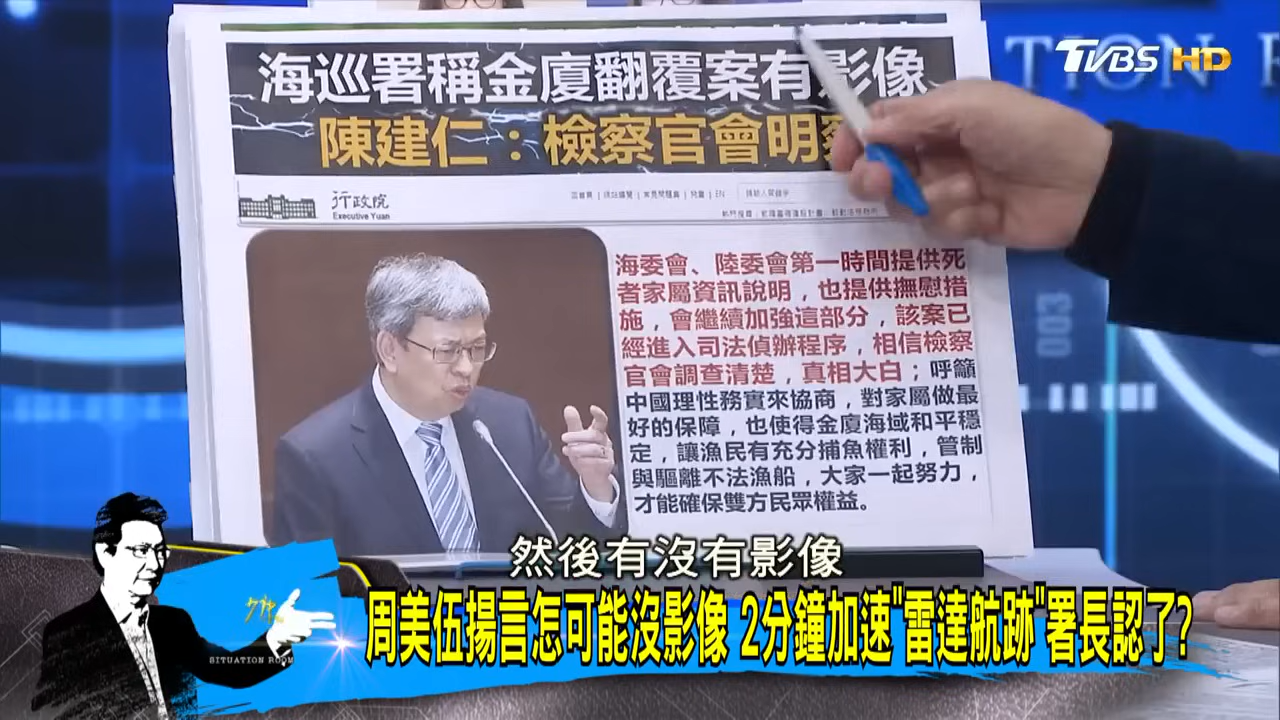 TVBS HD
海巡署稱金廈翻覆案有影像
陳建仁：檢察官會明察
行政院
Executive Yuan
EN
海委會、陸委會第一時間提供死
者家屬資訊說明，也提供撫慰措
施，會繼續加強這部分，該案已
經進入司法偵辦程序，相信檢察
官會調查清楚，真相大白；呼籲
中國理性務實來協商，對家屬做最
好的保障，也使得金廈海域和平穩
定，讓漁民有充分捕魚權利，管制
與驅離不法漁船，大家一起努力，
才能確保雙方民眾權益。
003
然後有沒有影像
周美伍揚言怎可能沒影像 2分鐘加速"雷達航跡"署長認了?
SITUATION ROOM